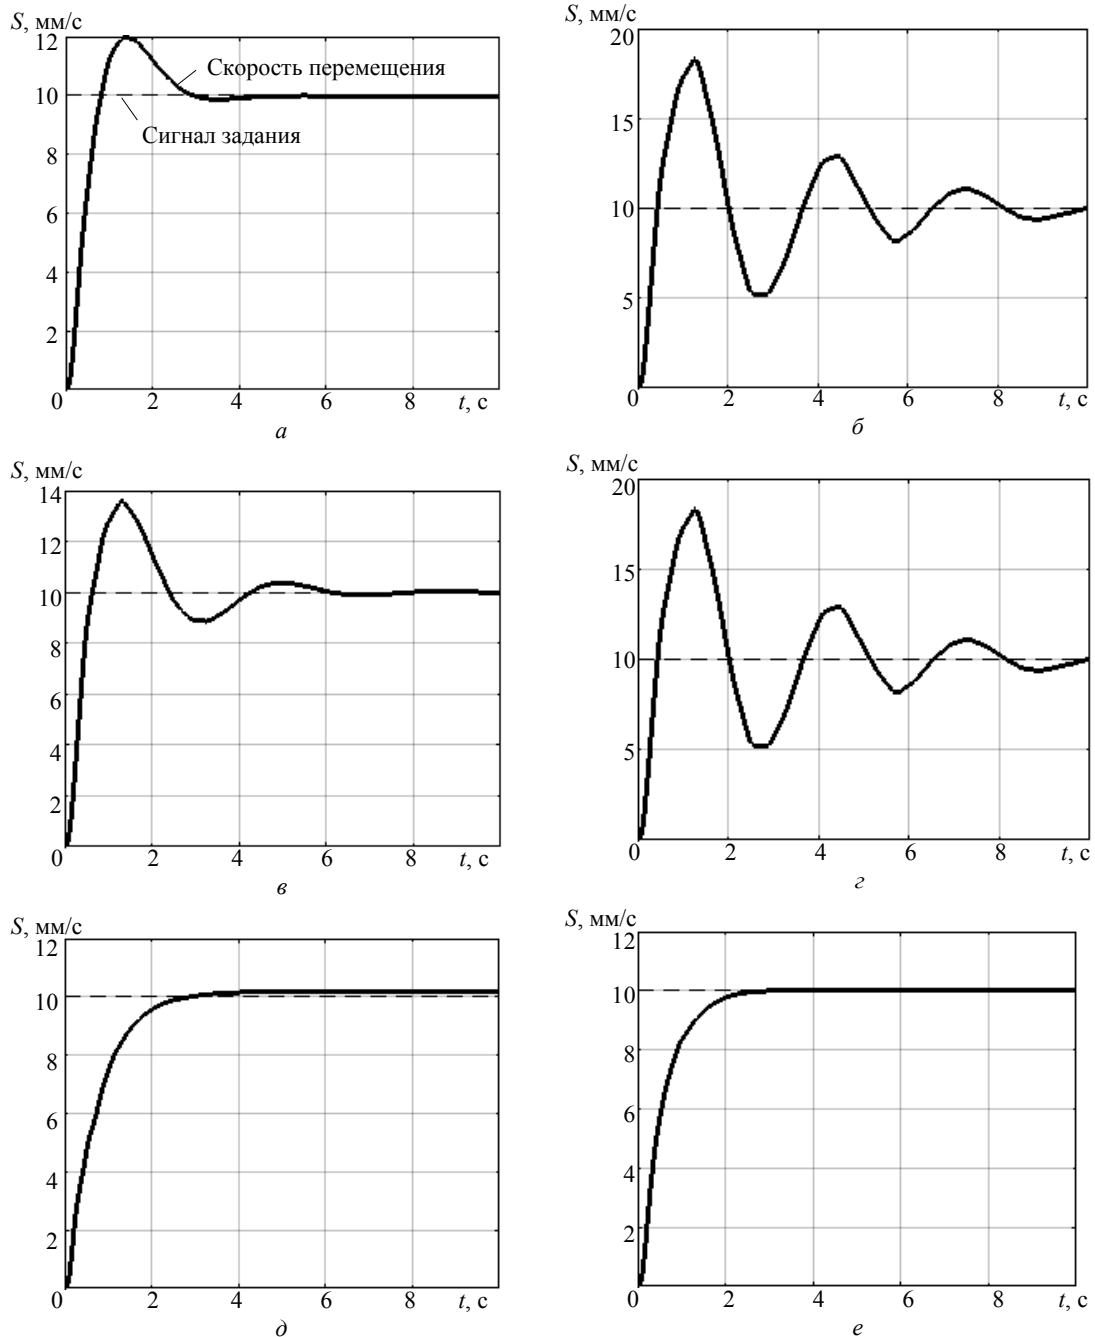 S, мм/с
12
10
8
6
4
2
0 2 4 6 8 t, с
Скорость перемещения
Сигнал задания
а
S, мм/с
20
15
10
5
0 2 4 6 8 t, с
б
S, мм/с
14
12
10
8
6
4
2
0 2 4 6 8 t, с
в
S, мм/с
20
15
10
5
0 2 4 6 8 t, с
г
S, мм/с
12
10
8
6
4
2
0 2 4 6 8 t, с
д
S, мм/с
12
10
8
6
4
2
0 2 4 6 8 t, с
е